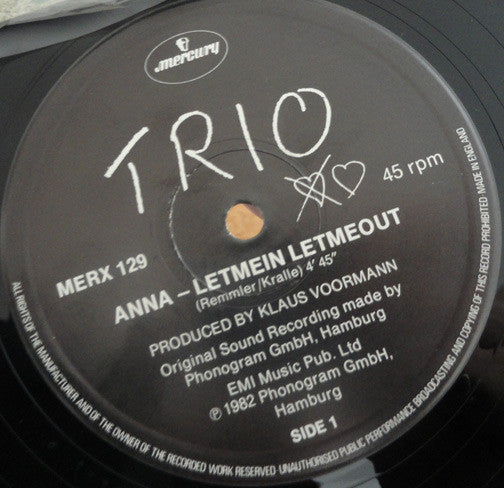 mercury
TRIO
45 rpm
MERX 129
ANNA – LETMEIN LETMEOUT
(Remmler/Kralle) 4' 45"
PRODUCED BY KLAUS VOORMANN
Original Sound Recording made by
Phonogram GmbH, Hamburg
EMI Music Pub. Ltd
℗ 1982 Phonogram GmbH,
Hamburg
SIDE 1
ALL RIGHTS OF THE MANUFACTURER AND OF THE OWNER OF THE RECORDED WORK RESERVED·UNAUTHORISED PUBLIC PERFORMANCE BROADCASTING AND COPYING OF THIS RECORD PROHIBITED·MADE IN ENGLAND